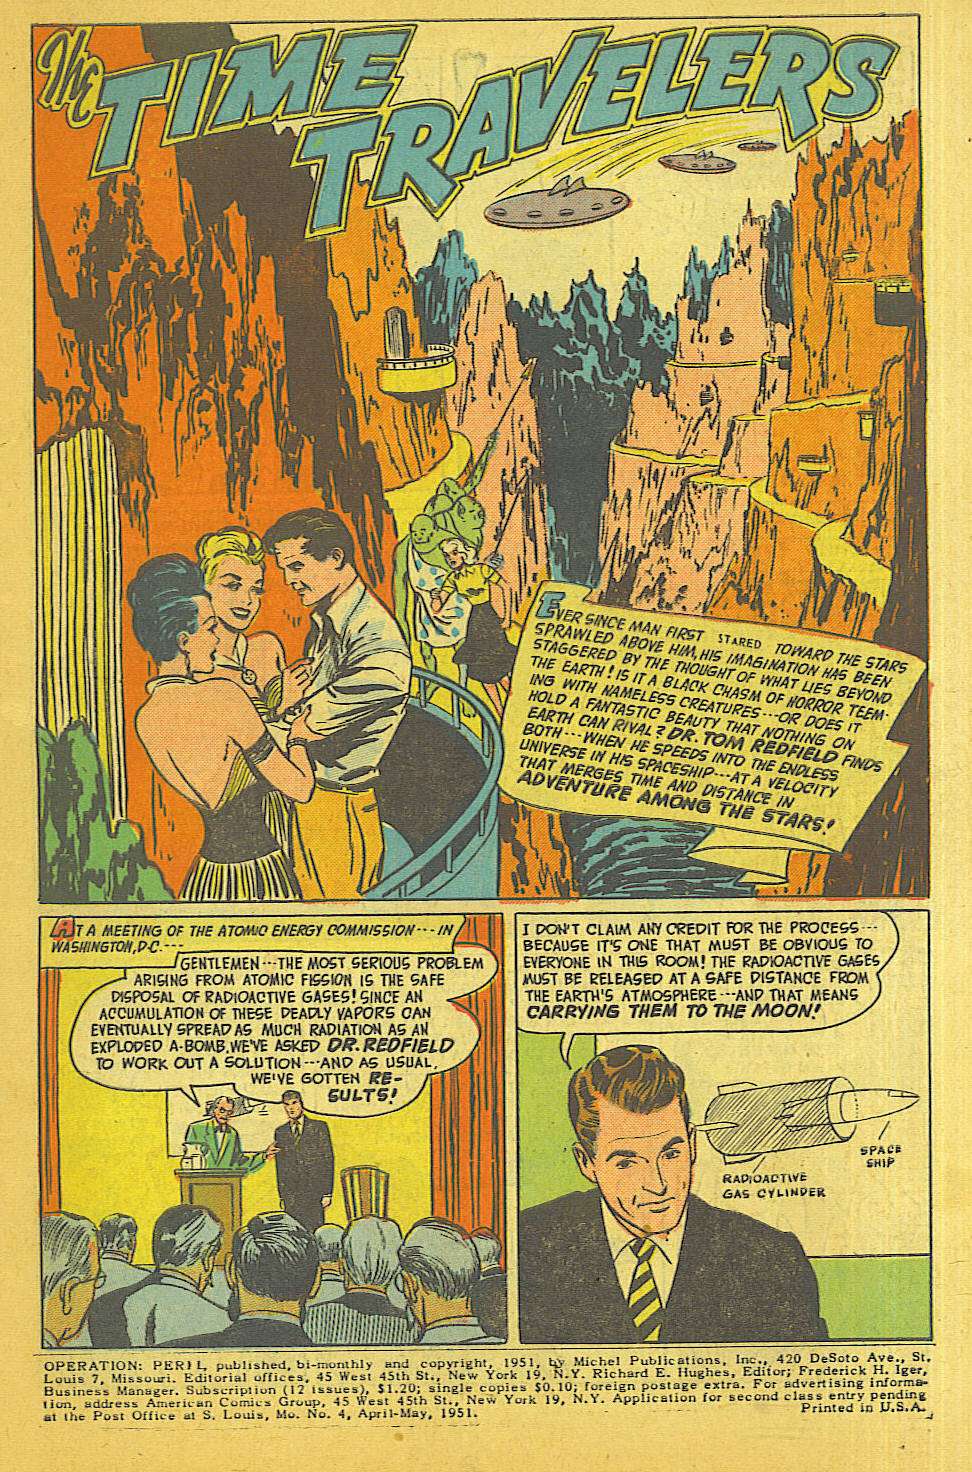 The TIME
TRAVELERS
EVER SINCE MAN FIRST STARED TOWARD THE STARS
SPRAWLED ABOVE HIM, HIS IMAGINATION HAS BEEN
STAGGERED BY THE THOUGHT OF WHAT LIES BEYOND
THE EARTH! IS IT A BLACK CHASM OF HORROR TEEM-
ING WITH NAMELESS CREATURES---OR DOES IT
HOLD A FANTASTIC BEAUTY THAT NOTHING ON
EARTH CAN RIVAL? DR. TOM REDFIELD FINDS
BOTH---WHEN HE SPEEDS INTO THE ENDLESS
UNIVERSE IN HIS SPACESHIP---AT A VELOCITY
THAT MERGES TIME AND DISTANCE IN
ADVENTURE AMONG THE STARS!
AT A MEETING OF THE ATOMIC ENERGY COMMISSION---IN
WASHINGTON, D.C.---
GENTLEMEN---THE MOST SERIOUS PROBLEM
ARISING FROM ATOMIC FISSION IS THE SAFE
DISPOSAL OF RADIOACTIVE GASES! SINCE AN
ACCUMULATION OF THESE DEADLY VAPORS CAN
EVENTUALLY SPREAD AS MUCH RADIATION AS AN
EXPLODED A-BOMB, WE'VE ASKED DR. REDFIELD
TO WORK OUT A SOLUTION---AND AS USUAL,
WE'VE GOTTEN RE-
SULTS!
I DON'T CLAIM ANY CREDIT FOR THE PROCESS---
BECAUSE IT'S ONE THAT MUST BE OBVIOUS TO
EVERYONE IN THIS ROOM! THE RADIOACTIVE GASES
MUST BE RELEASED AT A SAFE DISTANCE FROM
THE EARTH'S ATMOSPHERE---AND THAT MEANS
CARRYING THEM TO THE MOON!
SPACE
SHIP
RADIOACTIVE
GAS CYLINDER
OPERATION: PERIL, published, bi-monthly and copyright, 1951, by Michel Publications, Inc., 420 DeSoto Ave., St.
Louis 7, Missouri. Editorial offices, 45 West 45th St., New York 19, N.Y. Richard E. Hughes, Editor; Frederick H. Iger,
Business Manager. Subscription (12 issues), $1.20; single copies $0.10; foreign postage extra. For advertising informa-
tion, address American Comics Group, 45 West 45th St., New York 19, N.Y. Application for second class entry pending
at the Post Office at S. Louis, Mo. No. 4, April-May, 1951. Printed in U.S.A.